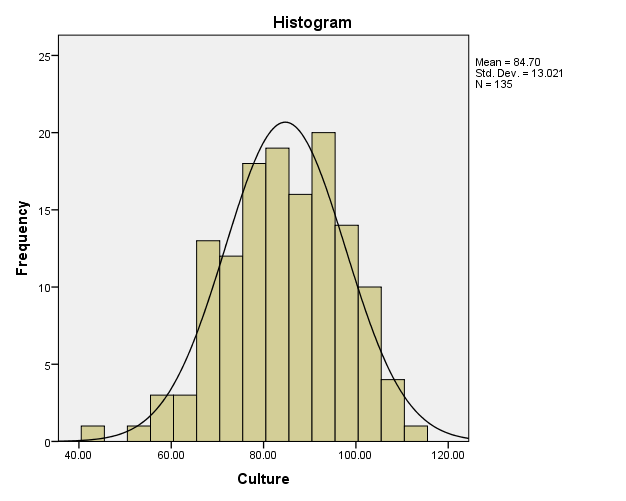 Histogram
Mean = 84.70
Std. Dev. = 13.021
N = 135
25
20
15
10
5
0
Frequency
40.00 60.00 80.00 100.00 120.00
Culture